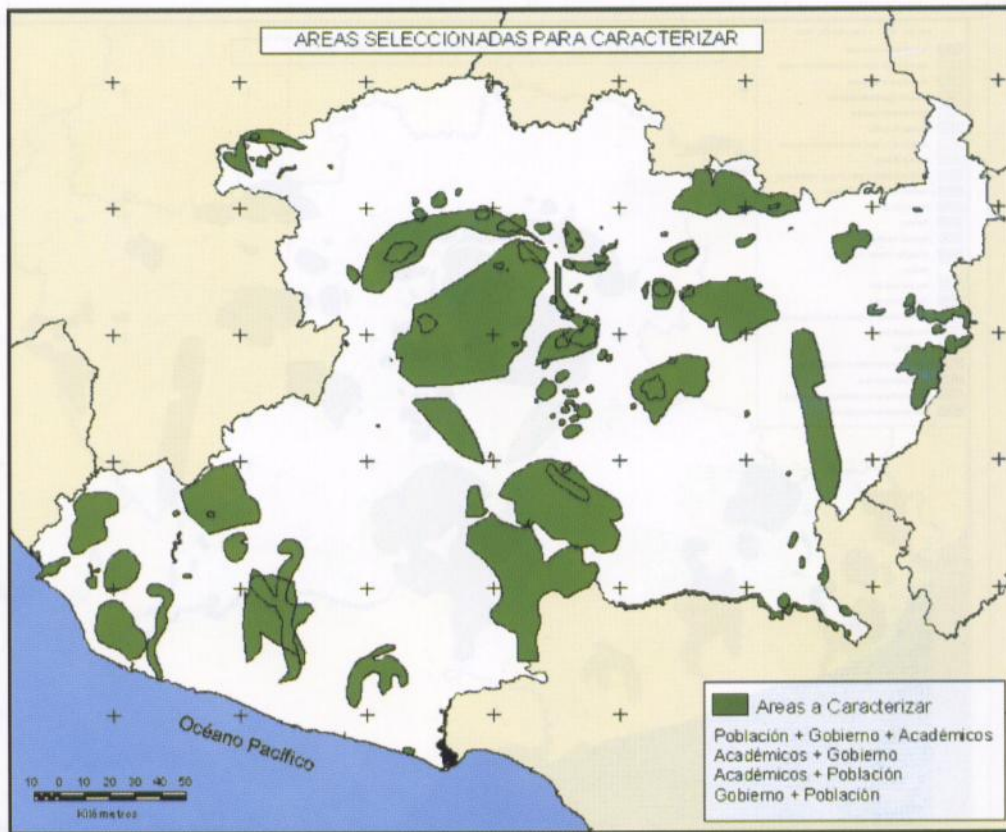 AREAS SELECCIONADAS PARA CARACTERIZAR
Océano Pacífico
10 0 10 20 30 40 50
Kilómetros
Areas a Caracterizar
Población + Gobierno + Académicos
Académicos + Gobierno
Académicos + Población
Gobierno + Población